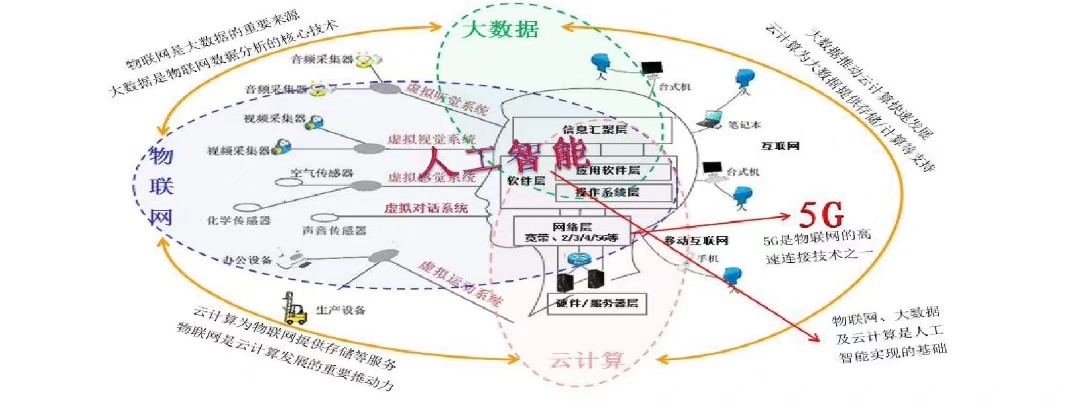 物联网是大数据的重要来源
大数据是物联网数据分析的核心技术
大数据
大数据推动云计算快速发展
云计算为大数据提供存储/计算等支持
音频采集器
音频采集器
虚拟听觉系统
台式机
视频采集器
信息汇聚层
笔记本
视频采集器
虚拟视觉系统
人工智能
互联网
物联网
空气传感器
虚拟感觉系统
软件层
应用软件层
操作系统层
台式机
化学传感器
声音传感器
虚拟对话系统
网络层
宽带、2/3/4/5G等
移动互联网
手机
5G
5G是物联网的高
速连接技术之一
办公设备
虚拟运动系统
生产设备
硬件/服务器层
云计算为物联网提供存储等服务
物联网是云计算发展的重要推动力
云计算
物联网、大数据
及云计算是人工
智能实现的基础